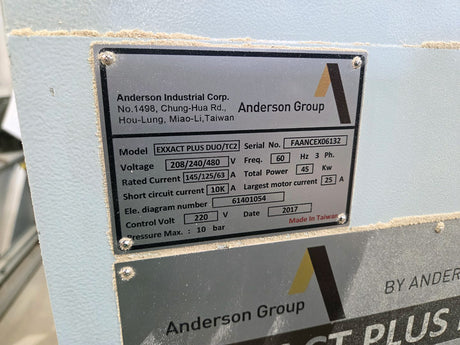 Anderson Industrial Corp.
No.1498, Chung-Hua Rd.,
Hou-Lung, Miao-Li,Taiwan
Anderson Group
Model EXXACT PLUS DUO/TC2 Serial No. FAANCEX06132
Voltage 208/240/480 V Freq. 60 Hz 3 Ph.
Rated Current 145/125/63 A Total Power 45 Kw
Short circuit current 10K A Largest motor current 25 A
Ele. diagram number 61401054
Control Volt 220 V Date 2017
Pressure Max. : 10 bar Made In Taiwan
Anderson Group
BY ANDERS
ACT PLUS